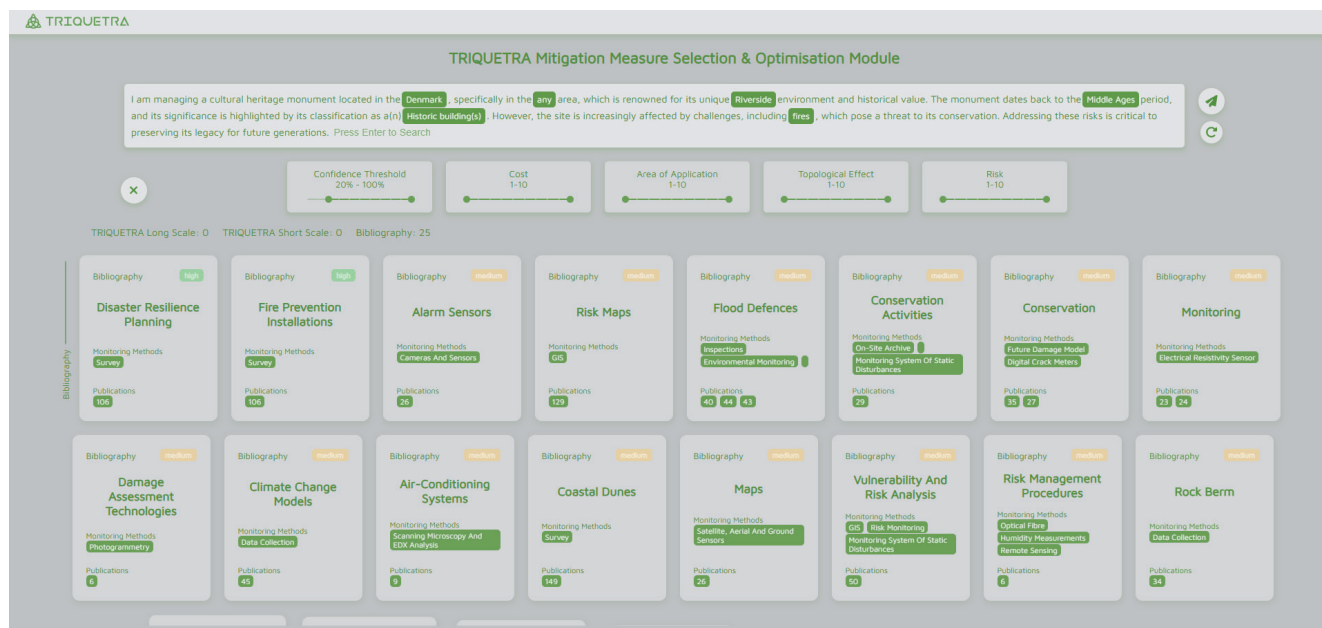 TRIQUETRA
TRIQUETRA Mitigation Measure Selection & Optimisation Module
I am managing a cultural heritage monument located in the Denmark , specifically in the any area, which is renowned for its unique Riverside environment and historical value. The monument dates back to the Middle Ages period,
and its significance is highlighted by its classification as a(n) Historic building(s) . However, the site is increasingly affected by challenges, including fires , which pose a threat to its conservation. Addressing these risks is critical to
preserving its legacy for future generations. Press Enter to Search
Confidence Threshold
20% - 100%
Cost
1-10
Area of Application
1-10
Topological Effect
1-10
Risk
1-10
TRIQUETRA Long Scale: 0 TRIQUETRA Short Scale: 0 Bibliography: 25
Bibliography
Bibliography high
Disaster Resilience
Planning
Monitoring Methods
Survey
Publications
106
Bibliography high
Fire Prevention
Installations
Monitoring Methods
Survey
Publications
106
Bibliography medium
Alarm Sensors
Monitoring Methods
Cameras And Sensors
Publications
26
Bibliography medium
Risk Maps
Monitoring Methods
GIS
Publications
129
Bibliography medium
Flood Defences
Monitoring Methods
Inspections
Environmental Monitoring
Publications
40 44 43
Bibliography medium
Conservation
Activities
Monitoring Methods
On-Site Archive
Monitoring System Of Static
Disturbances
Publications
29
Bibliography medium
Conservation
Monitoring Methods
Future Damage Model
Digital Crack Meters
Publications
35 27
Bibliography medium
Monitoring
Monitoring Methods
Electrical Resistivity Sensor
Publications
23 24
Bibliography medium
Damage
Assessment
Technologies
Monitoring Methods
Photogrammetry
Publications
6
Bibliography medium
Climate Change
Models
Monitoring Methods
Data Collection
Publications
45
Bibliography medium
Air-Conditioning
Systems
Monitoring Methods
Scanning Microscopy And
EDX Analysis
Publications
9
Bibliography medium
Coastal Dunes
Monitoring Methods
Survey
Publications
149
Bibliography medium
Maps
Monitoring Methods
Satellite, Aerial And Ground
Sensors
Publications
26
Bibliography medium
Vulnerability And
Risk Analysis
Monitoring Methods
GIS Risk Monitoring
Monitoring System Of Static
Disturbances
Publications
50
Bibliography medium
Risk Management
Procedures
Monitoring Methods
Optical Fibre
Humidity Measurements
Remote Sensing
Publications
6
Bibliography medium
Rock Berm
Monitoring Methods
Data Collection
Publications
34